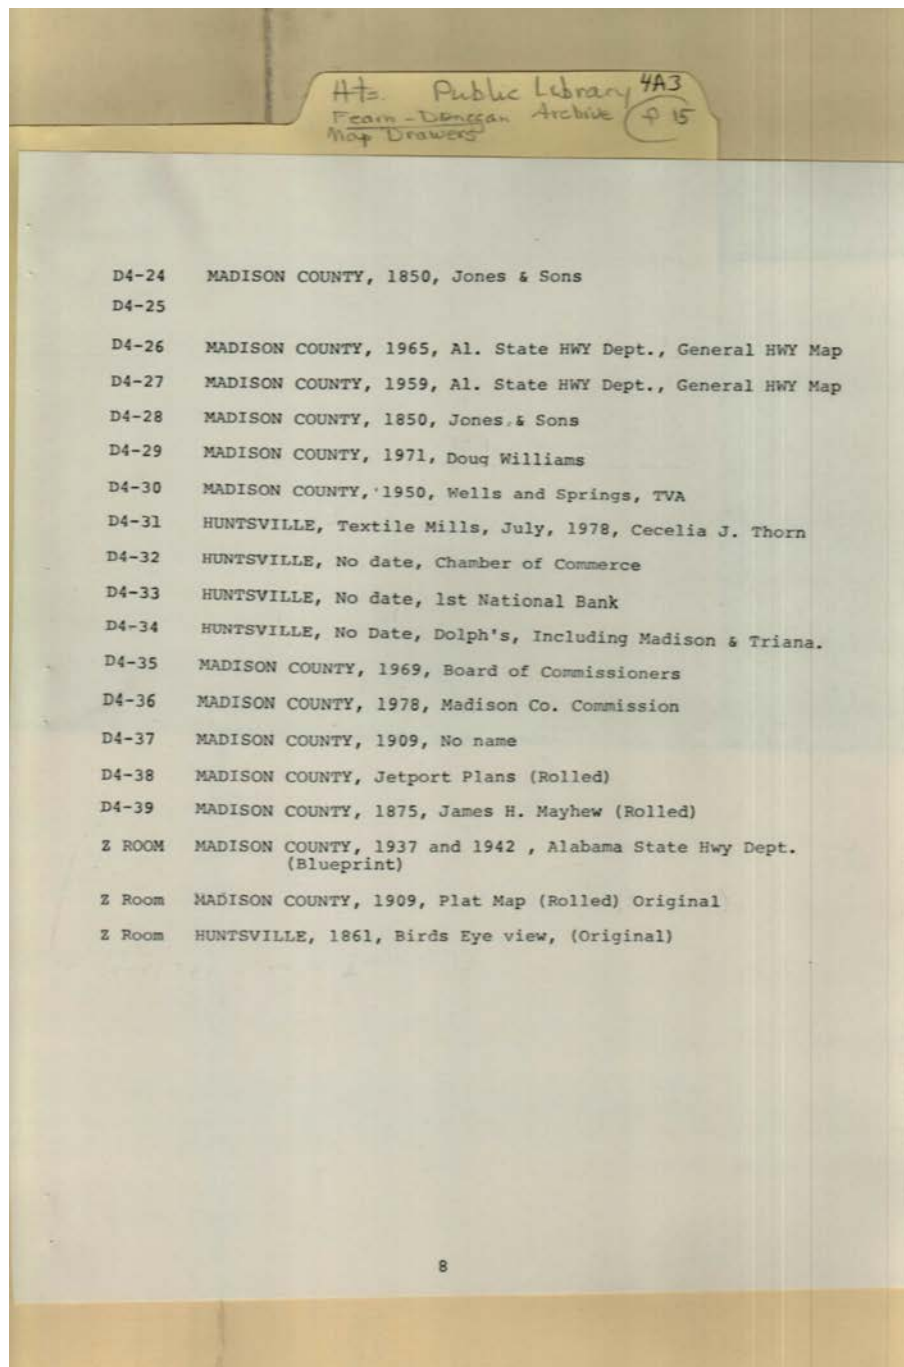 Hts. Public Library 4A3
Fearn-Donegan Archive p 15
Map Drawers
D4-24 MADISON COUNTY, 1850, Jones & Sons
D4-25
D4-26 MADISON COUNTY, 1965, Al. State HWY Dept., General HWY Map
D4-27 MADISON COUNTY, 1959, Al. State HWY Dept., General HWY Map
D4-28 MADISON COUNTY, 1850, Jones & Sons
D4-29 MADISON COUNTY, 1971, Doug Williams
D4-30 MADISON COUNTY, 1950, Wells and Springs, TVA
D4-31 HUNTSVILLE, Textile Mills, July, 1978, Cecelia J. Thorn
D4-32 HUNTSVILLE, No date, Chamber of Commerce
D4-33 HUNTSVILLE, No date, 1st National Bank
D4-34 HUNTSVILLE, No Date, Dolph's, Including Madison & Triana.
D4-35 MADISON COUNTY, 1969, Board of Commissioners
D4-36 MADISON COUNTY, 1978, Madison Co. Commission
D4-37 MADISON COUNTY, 1909, No name
D4-38 MADISON COUNTY, Jetport Plans (Rolled)
D4-39 MADISON COUNTY, 1875, James H. Mayhew (Rolled)
Z ROOM MADISON COUNTY, 1937 and 1942 , Alabama State Hwy Dept.
(Blueprint)
Z Room MADISON COUNTY, 1909, Plat Map (Rolled) Original
Z Room HUNTSVILLE, 1861, Birds Eye view, (Original)
8